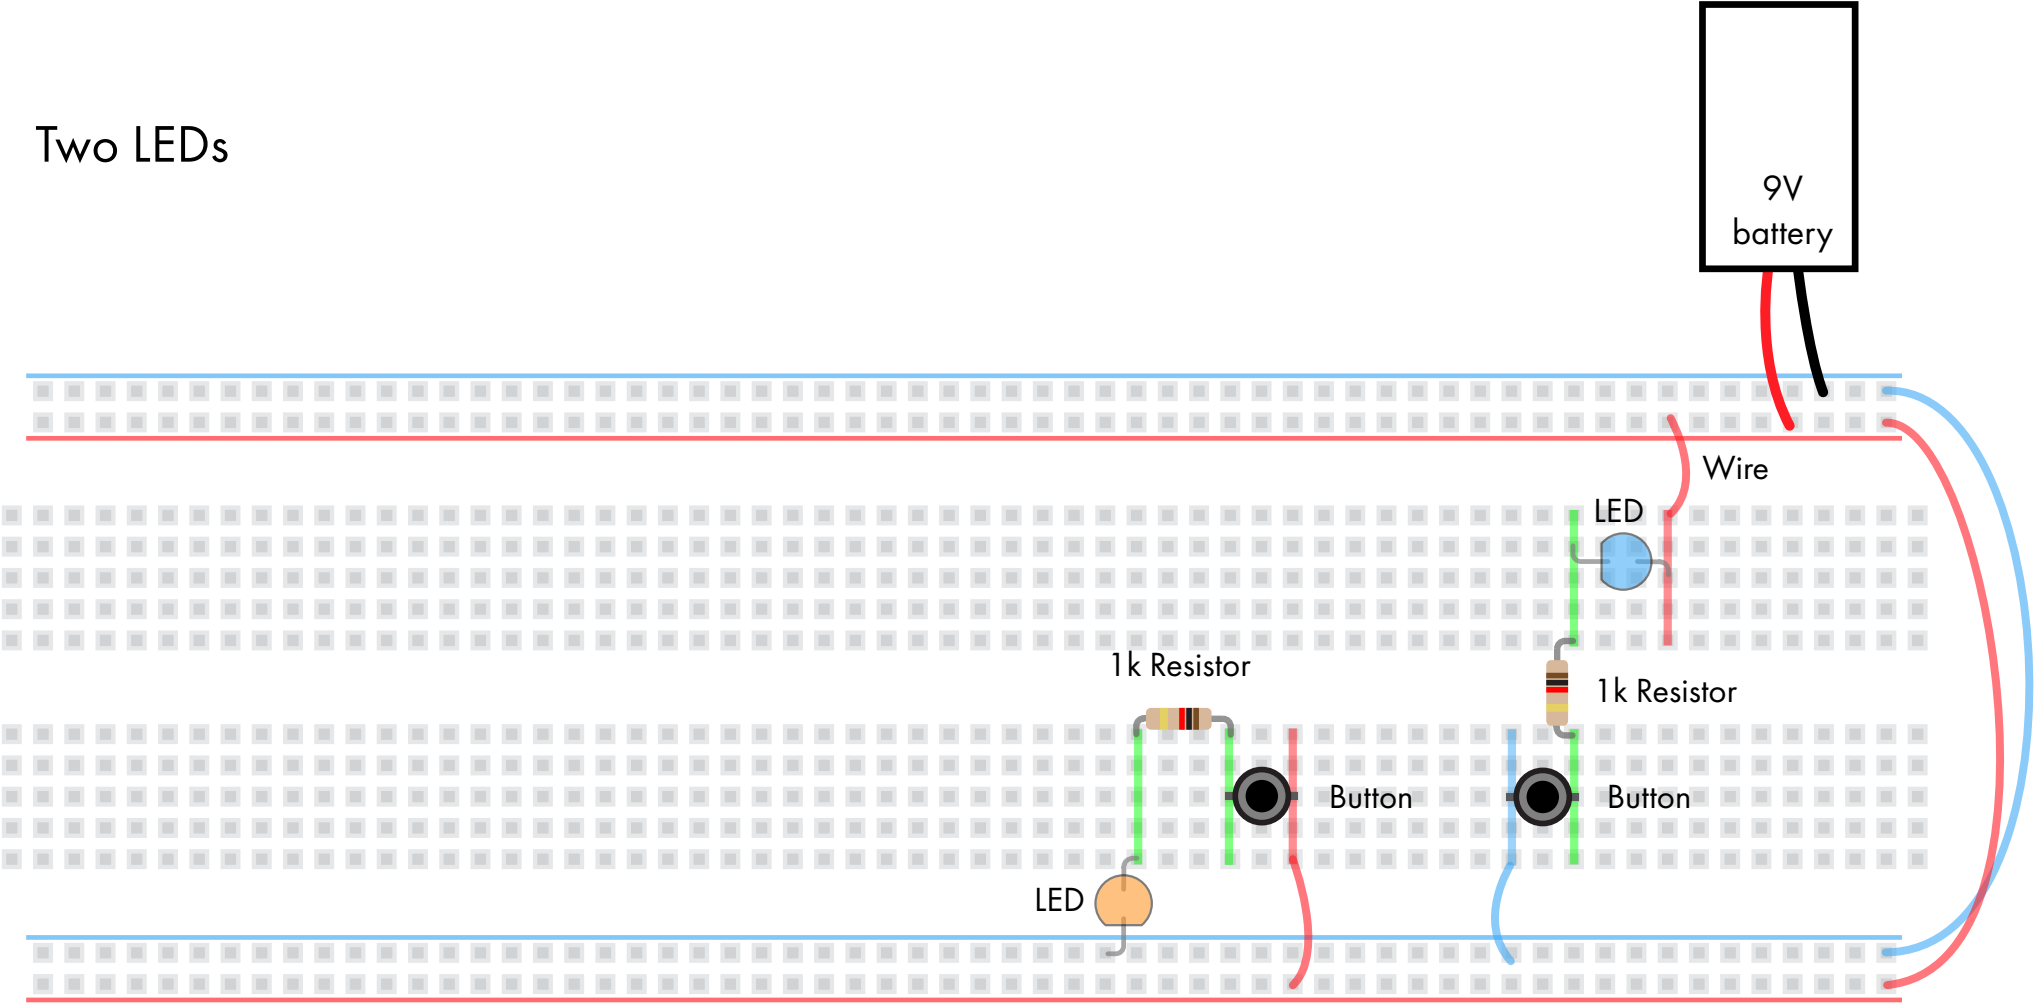 Two LEDs
9V
battery
Wire
LED
1k Resistor
1k Resistor
Button
Button
LED